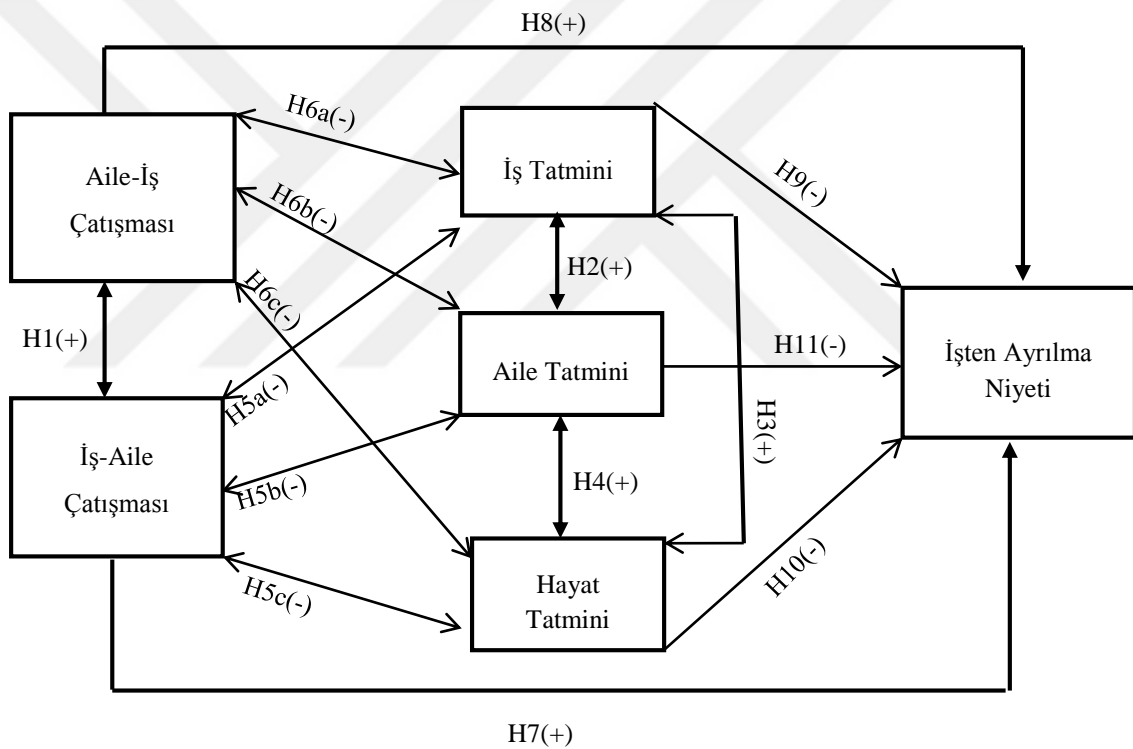 H8(+)
H6a(-)
Aile-İş
Çatışması
İş Tatmini
H9(-)
H6b(-)
H2(+)
H6c(-)
H1(+)
H11(-)
Aile Tatmini
İşten Ayrılma
Niyeti
H5a(-)
H3(+)
İş-Aile
Çatışması
H5b(-)
H4(+)
H10(-)
H5c(-)
Hayat
Tatmini
H7(+)